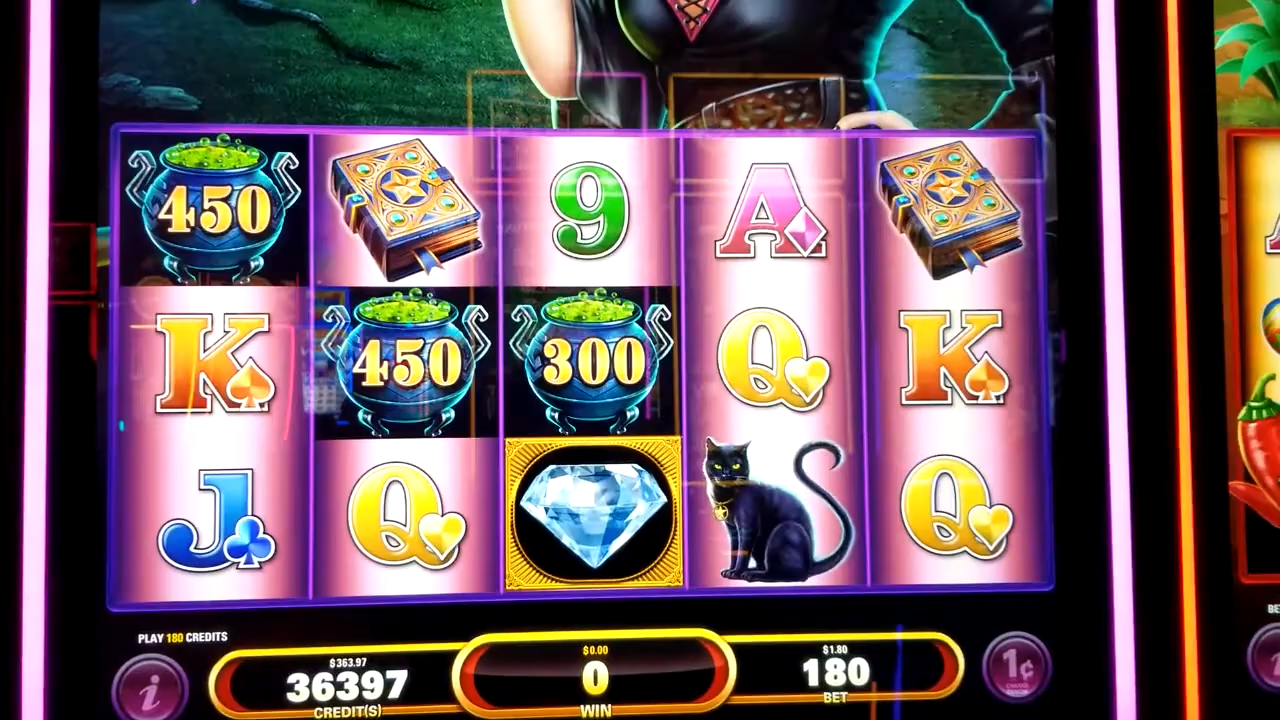 450
9
A
K
450
300
Q
K
J
Q
Q
PLAY 180 CREDITS
$363.97
36397
CREDIT(S)
$0.00
0
WIN
$1.80
180
BET
i
1¢
BE